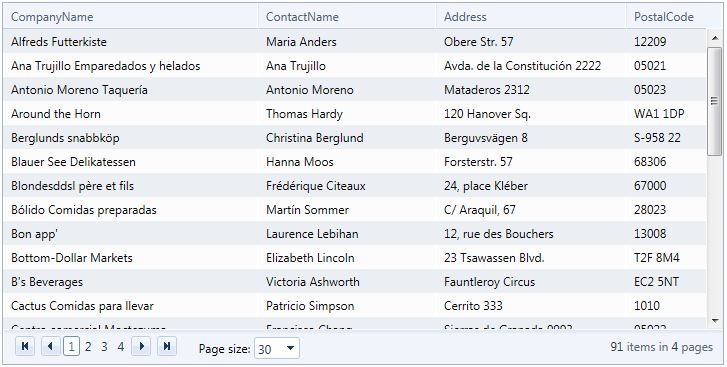 CompanyName ContactName Address PostalCode
Alfreds Futterkiste Maria Anders Obere Str. 57 12209
Ana Trujillo Emparedados y helados Ana Trujillo Avda. de la Constitución 2222 05021
Antonio Moreno Taquería Antonio Moreno Mataderos 2312 05023
Around the Horn Thomas Hardy 120 Hanover Sq. WA1 1DP
Berglunds snabbköp Christina Berglund Berguvsvägen 8 S-958 22
Blauer See Delikatessen Hanna Moos Forsterstr. 57 68306
Blondesddsl père et fils Frédérique Citeaux 24, place Kléber 67000
Bólido Comidas preparadas Martín Sommer C/ Araquil, 67 28023
Bon app' Laurence Lebihan 12, rue des Bouchers 13008
Bottom-Dollar Markets Elizabeth Lincoln 23 Tsawassen Blvd. T2F 8M4
B's Beverages Victoria Ashworth Fauntleroy Circus EC2 5NT
Cactus Comidas para llevar Patricio Simpson Cerrito 333 1010
1 2 3 4 Page size: 30 91 items in 4 pages